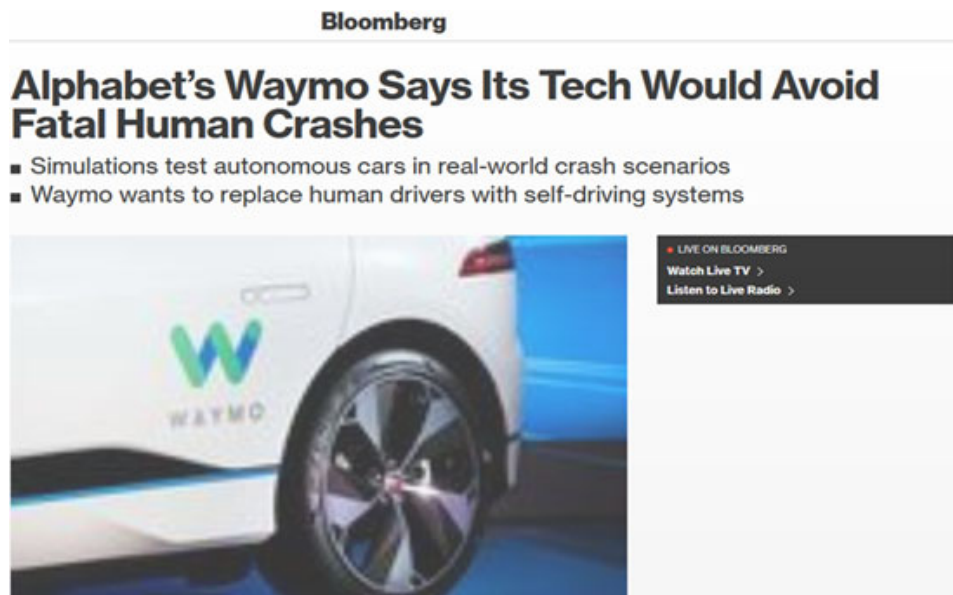 Bloomberg
Alphabet's Waymo Says Its Tech Would Avoid
Fatal Human Crashes
Simulations test autonomous cars in real-world crash scenarios
Waymo wants to replace human drivers with self-driving systems
LIVE ON BLOOMBERG
Watch Live TV >
Listen to Live Radio >
WAYMO